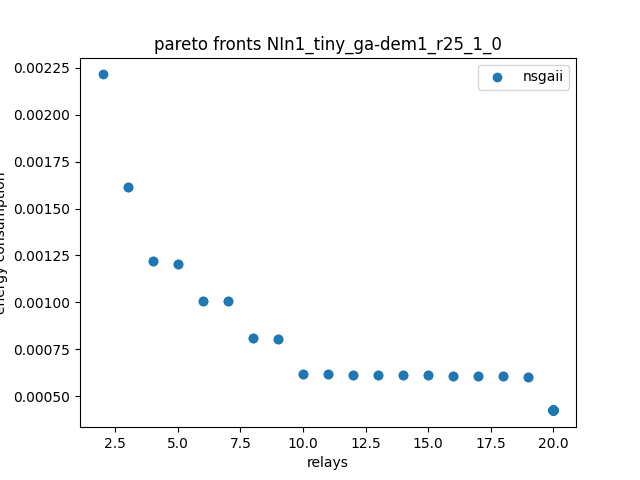 pareto fronts NIn1_tiny_ga-dem1_r25_1_0
nsgaii
0.00225
0.00200
0.00175
0.00150
0.00125
0.00100
0.00075
0.00050
energy consumption
2.5 5.0 7.5 10.0 12.5 15.0 17.5 20.0
relays